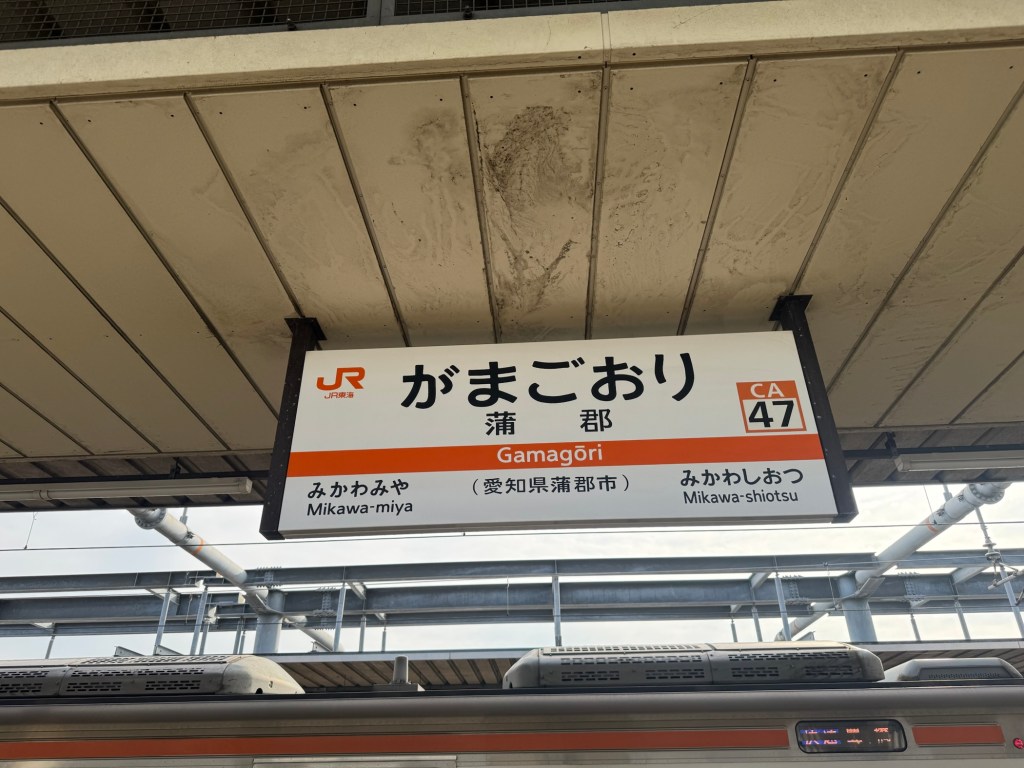 JR
JR東海
がまごおり
蒲郡
CA
47
Gamagōri
みかわみや
Mikawa-miya
（愛知県蒲郡市）
みかわしおつ
Mikawa-shiotsu